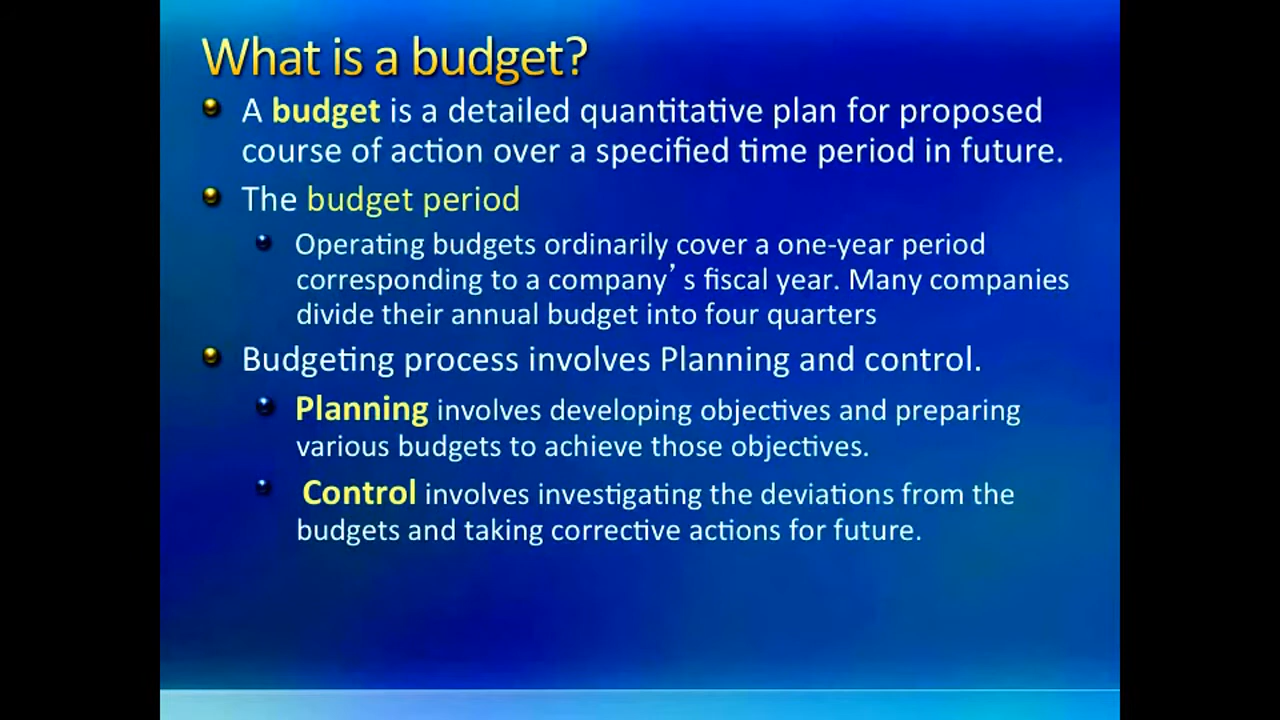 What is a budget?
A budget is a detailed quantitative plan for proposed
course of action over a specified time period in future.
The budget period
Operating budgets ordinarily cover a one-year period
corresponding to a company’ s fiscal year. Many companies
divide their annual budget into four quarters
Budgeting process involves Planning and control.
Planning involves developing objectives and preparing
various budgets to achieve those objectives.
Control involves investigating the deviations from the
budgets and taking corrective actions for future.